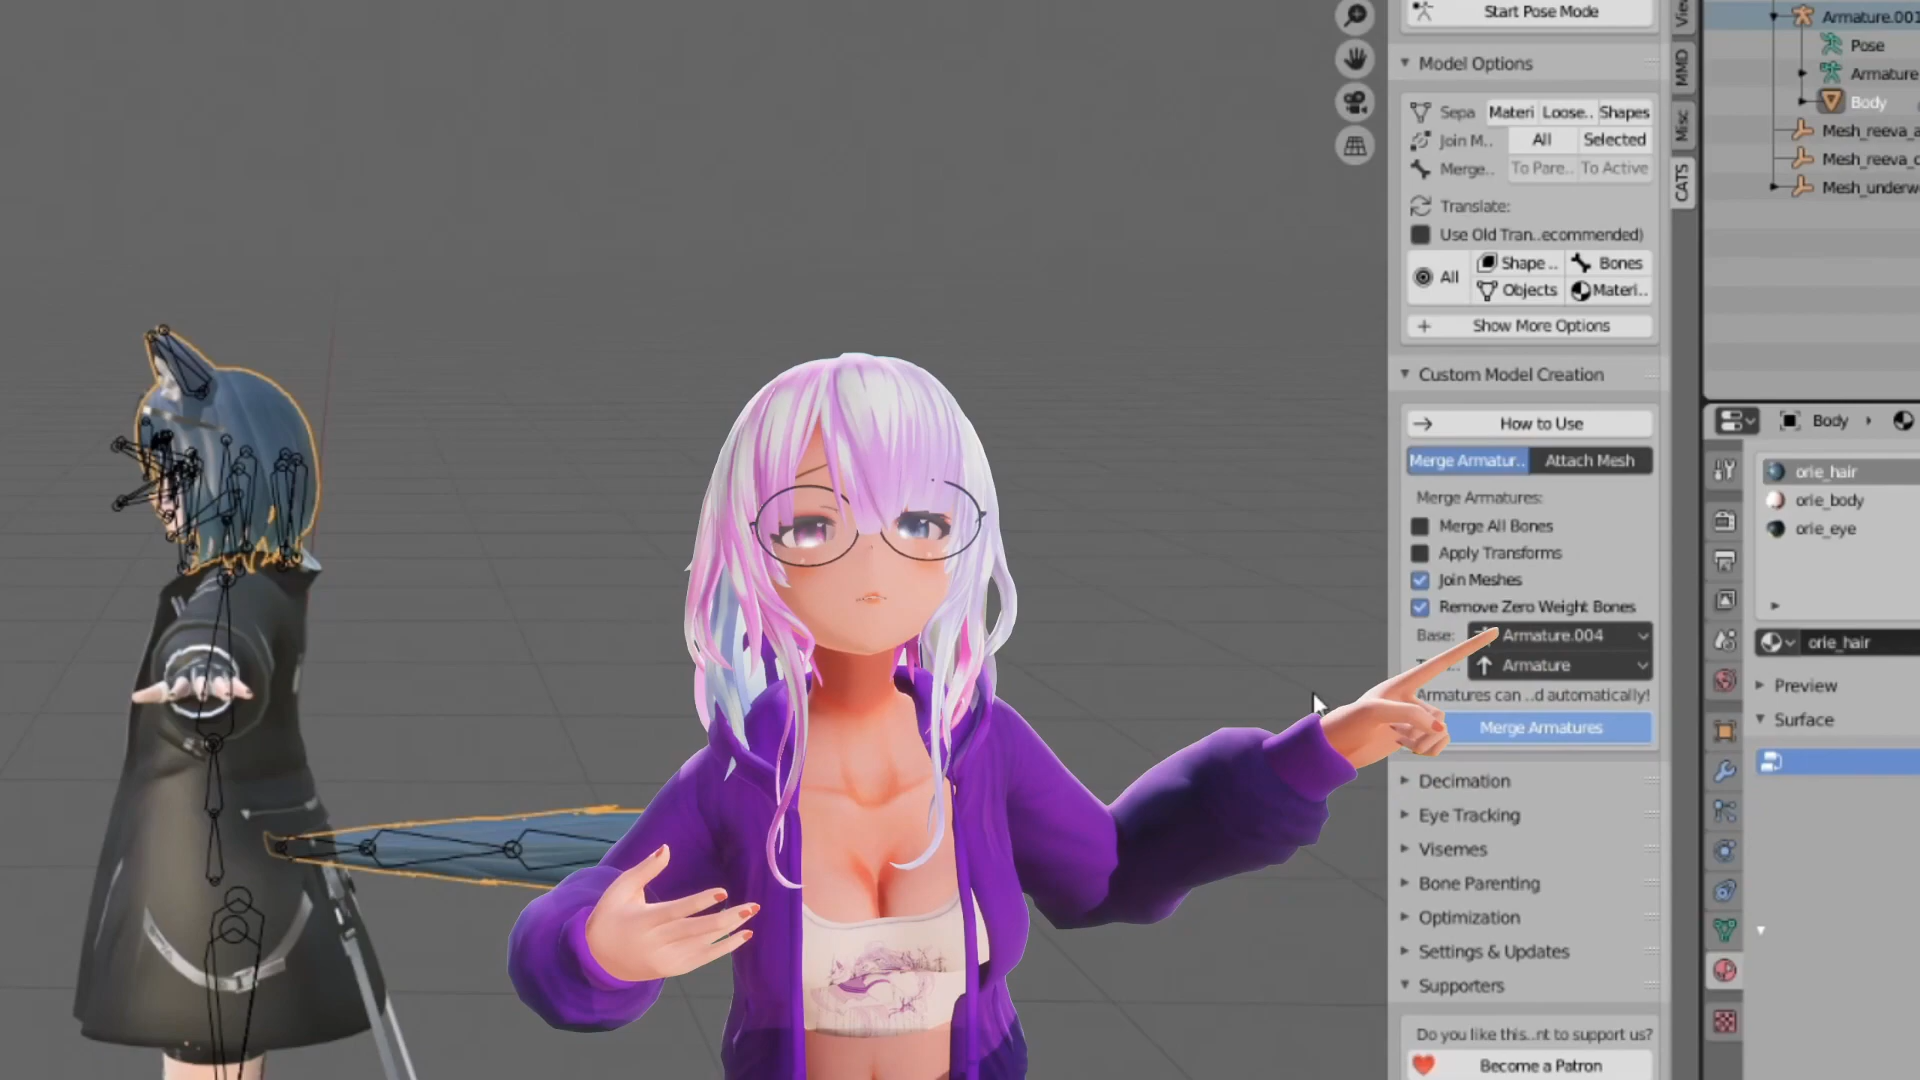 Start Pose Mode
Model Options
Sepa Materi Loose.. Shapes
Join M.. All Selected
Merge.. To Pare.. To Active
Translate:
Use Old Tran..ecommended)
All Shape .. Bones
Objects Materi..
Show More Options
Custom Model Creation
How to Use
Merge Armatur.. Attach Mesh
Merge Armatures:
Merge All Bones
Apply Transforms
Join Meshes
Remove Zero Weight Bones
Base: Armature.004
Armature
Armatures can ..d automatically!
Merge Armatures
Decimation
Eye Tracking
Visemes
Bone Parenting
Optimization
Settings & Updates
Supporters
Do you like this..nt to support us?
Become a Patron
View
MMD
Misc
CATS
Armature.001
Pose
Armature
Body
Mesh_reeva_a
Mesh_reeva_c
Mesh_underw
Body
orie_hair
orie_body
orie_eye
orie_hair
Preview
Surface